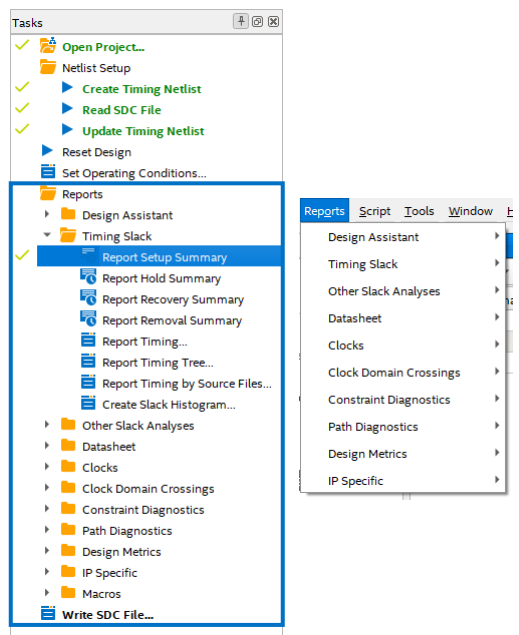 Tasks
Open Project...
Netlist Setup
Create Timing Netlist
Read SDC File
Update Timing Netlist
Reset Design
Set Operating Conditions...
Reports
Design Assistant
Timing Slack
Report Setup Summary
Report Hold Summary
Report Recovery Summary
Report Removal Summary
Report Timing...
Report Timing Tree...
Report Timing by Source Files...
Create Slack Histogram...
Other Slack Analyses
Datasheet
Clocks
Clock Domain Crossings
Constraint Diagnostics
Path Diagnostics
Design Metrics
IP Specific
Macros
Write SDC File...
Reports Script Tools Window H
Design Assistant
Timing Slack
Other Slack Analyses
Datasheet
Clocks
Clock Domain Crossings
Constraint Diagnostics
Path Diagnostics
Design Metrics
IP Specific